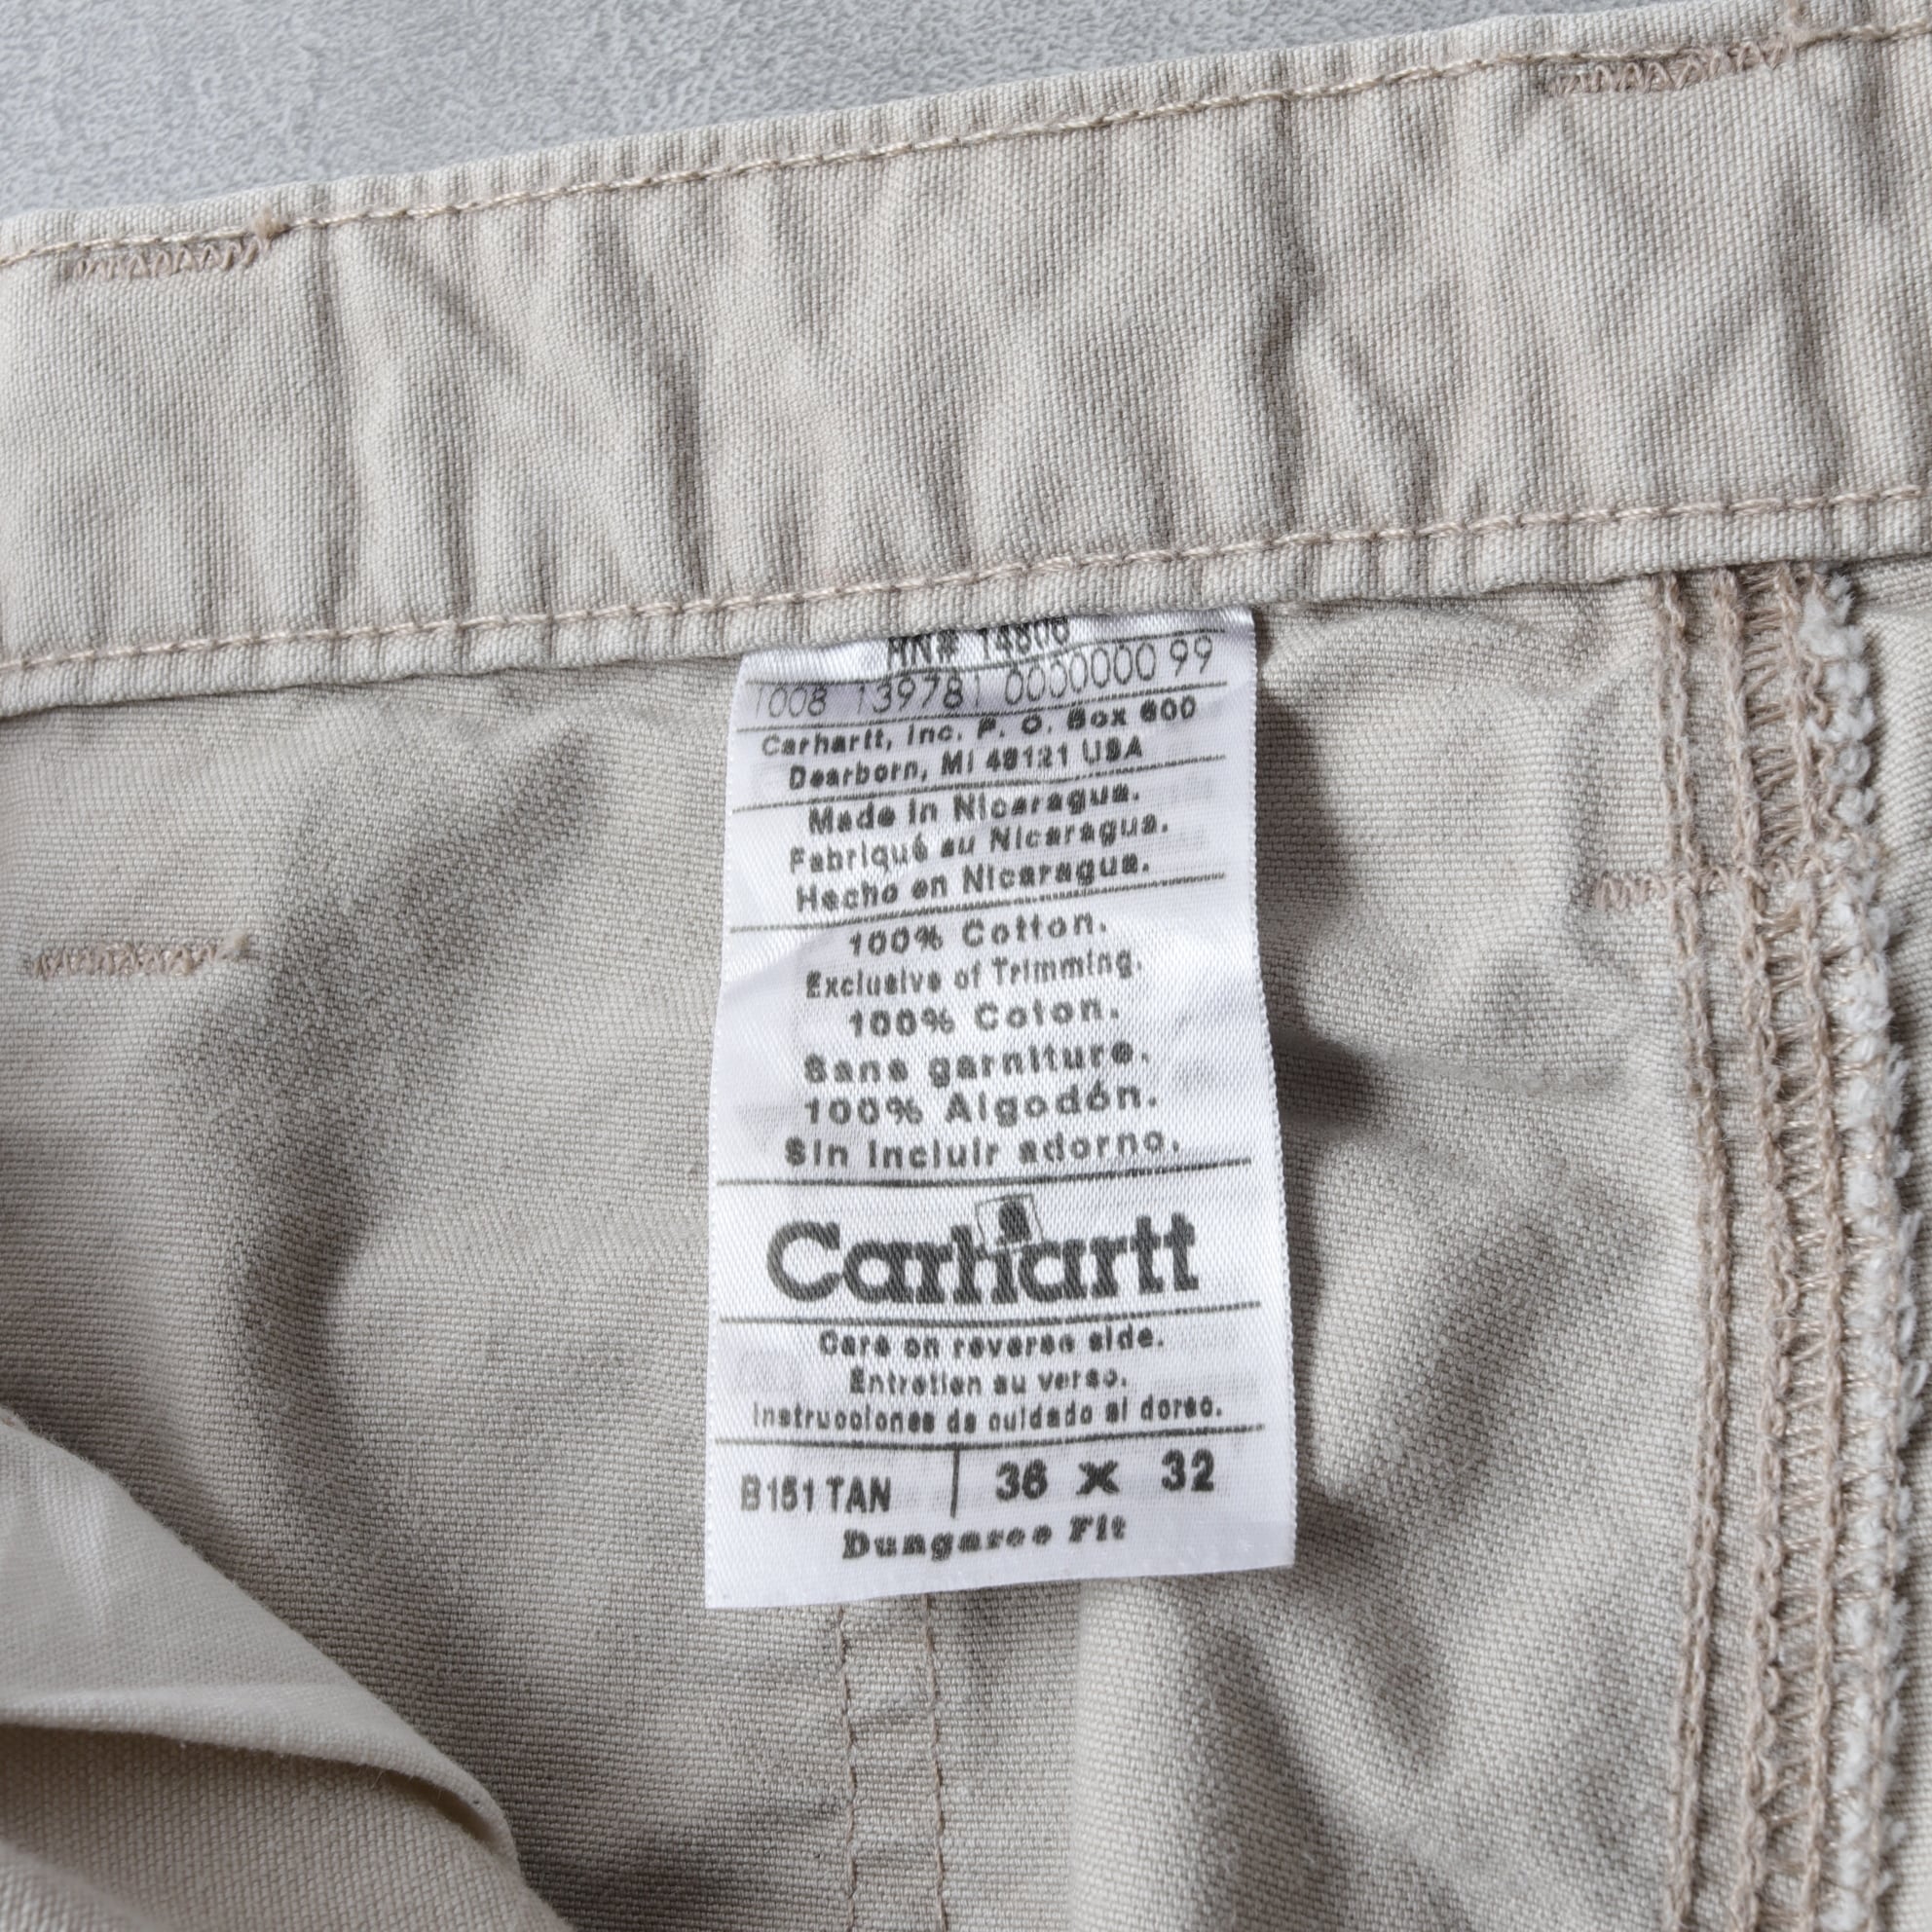 RN# 14806
1008 139781 0000000 99
Carhartt, Inc. P. O. Box 600
Dearborn, MI 48121 USA
Made in Nicaragua.
Fabriqué au Nicaragua.
Hecho en Nicaragua.
100% Cotton.
Exclusive of Trimming.
100% Coton.
Sans garniture.
100% Algodón.
Sin incluir adorno.
Carhartt
Care on reverse side.
Entretien au verso.
Instrucciones de cuidado al dorso.
B151 TAN 36 x 32
Dungaree Fit